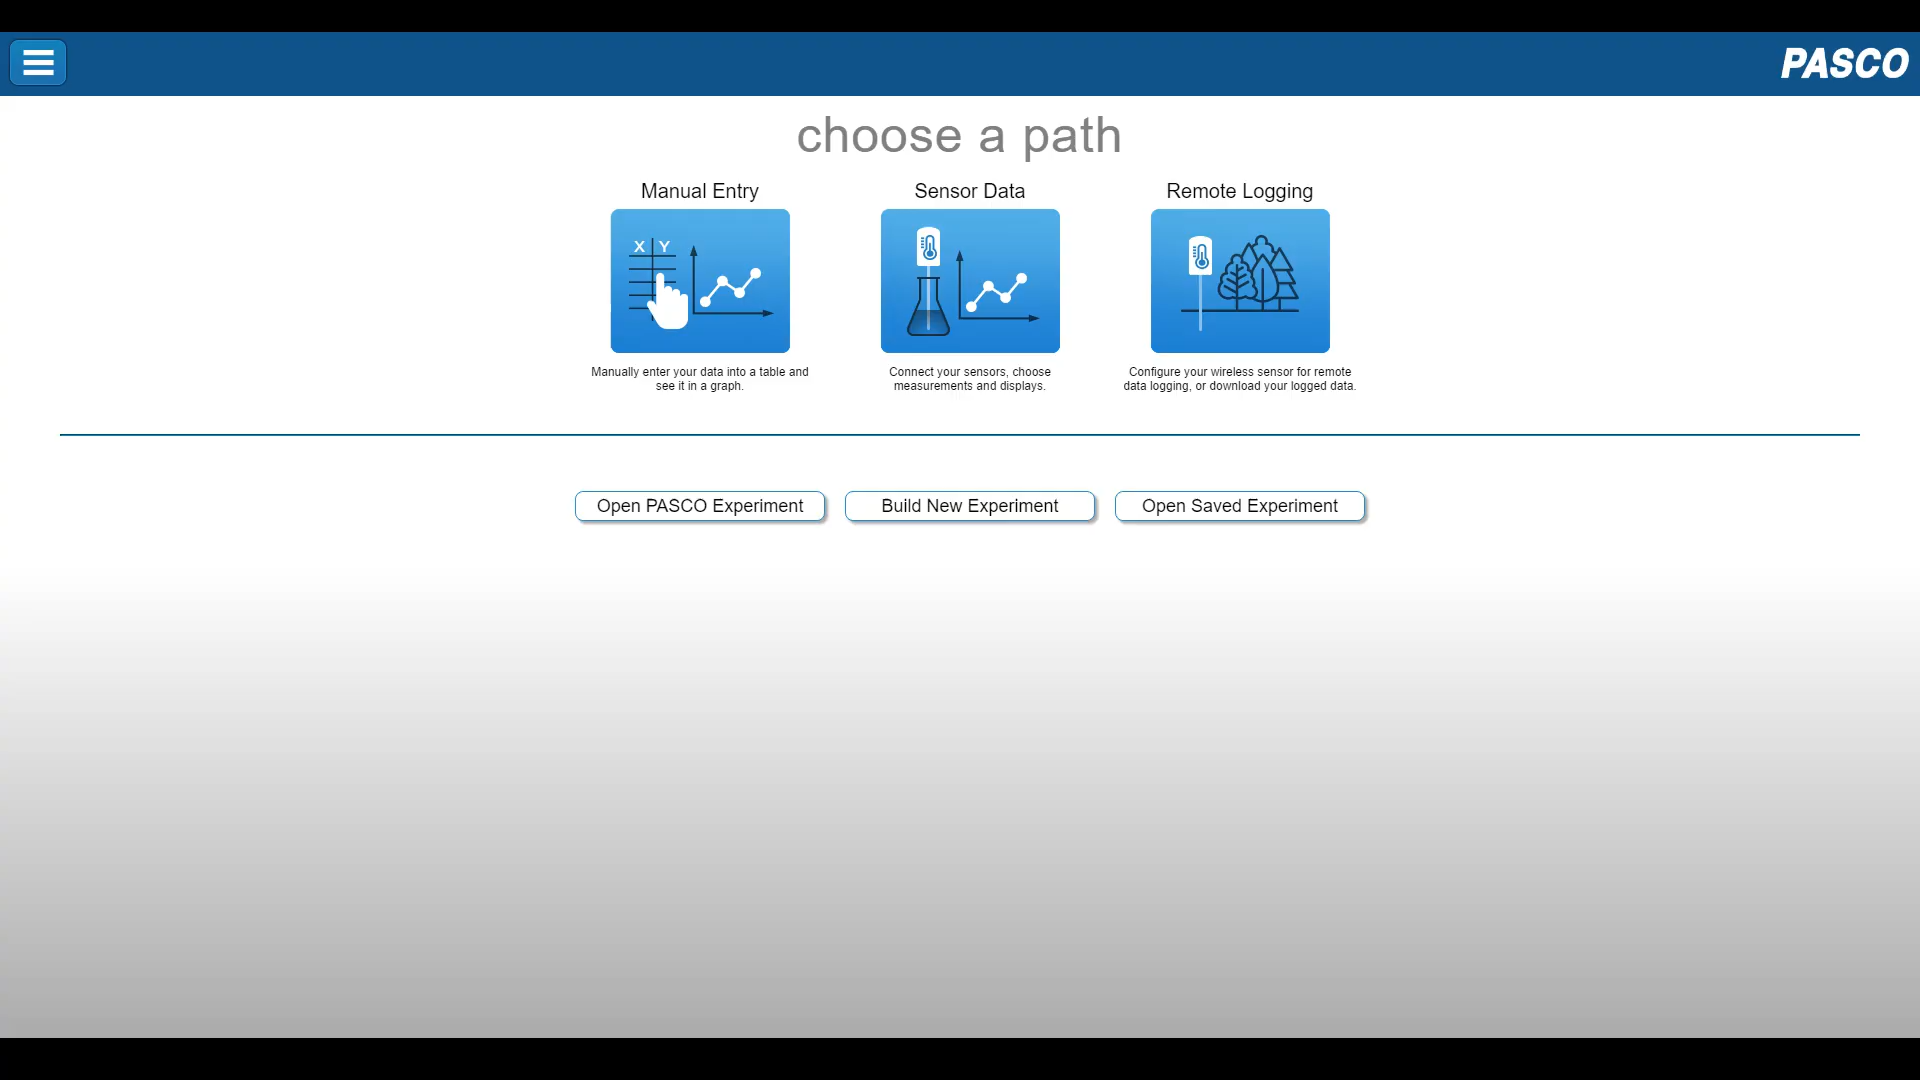 PASCO
choose a path
Manual Entry
Sensor Data
Remote Logging
X Y
Manually enter your data into a table and
see it in a graph.
Connect your sensors, choose
measurements and displays.
Configure your wireless sensor for remote
data logging, or download your logged data.
Open PASCO Experiment
Build New Experiment
Open Saved Experiment